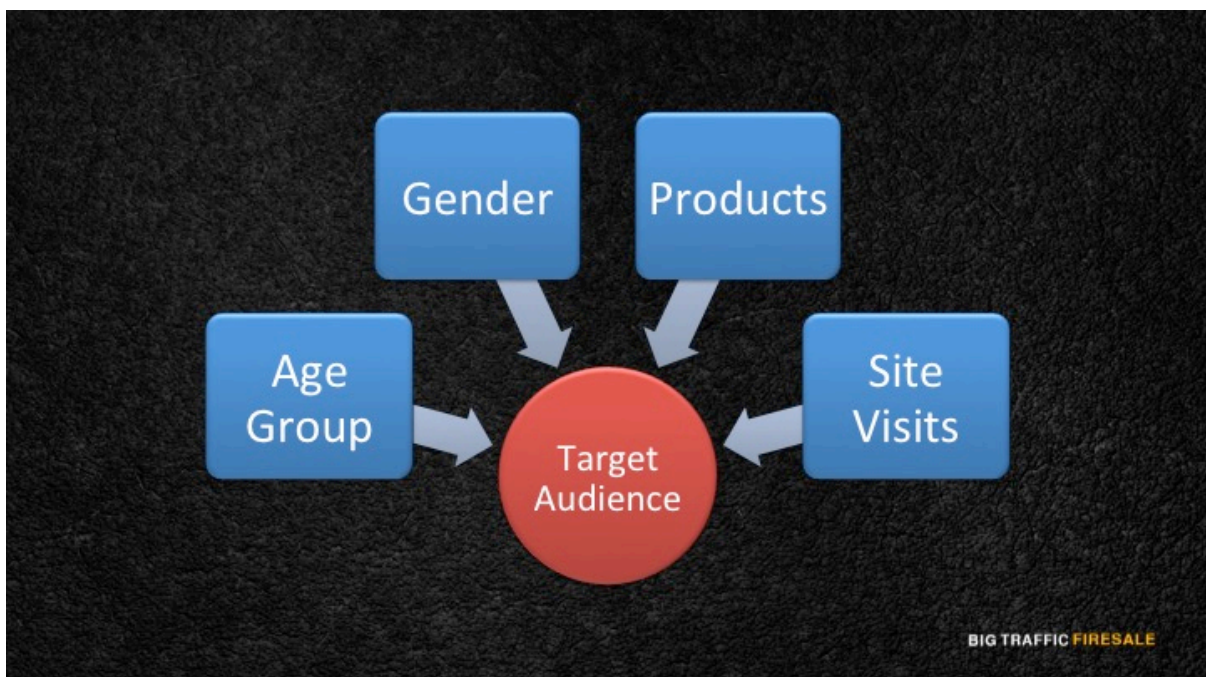 Gender
Products
Age
Group
Site
Visits
Target
Audience
BIG TRAFFIC FIRESALE